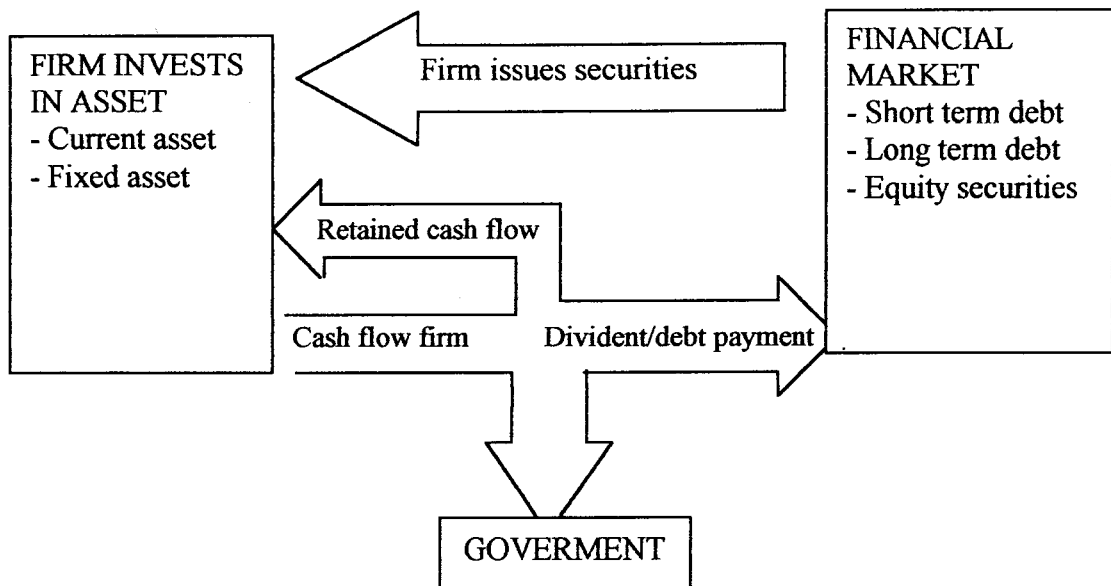 FIRM INVESTS
IN ASSET
- Current asset
- Fixed asset
Firm issues securities
FINANCIAL
MARKET
- Short term debt
- Long term debt
- Equity securities
Retained cash flow
Cash flow firm
Divident/debt payment
GOVERMENT